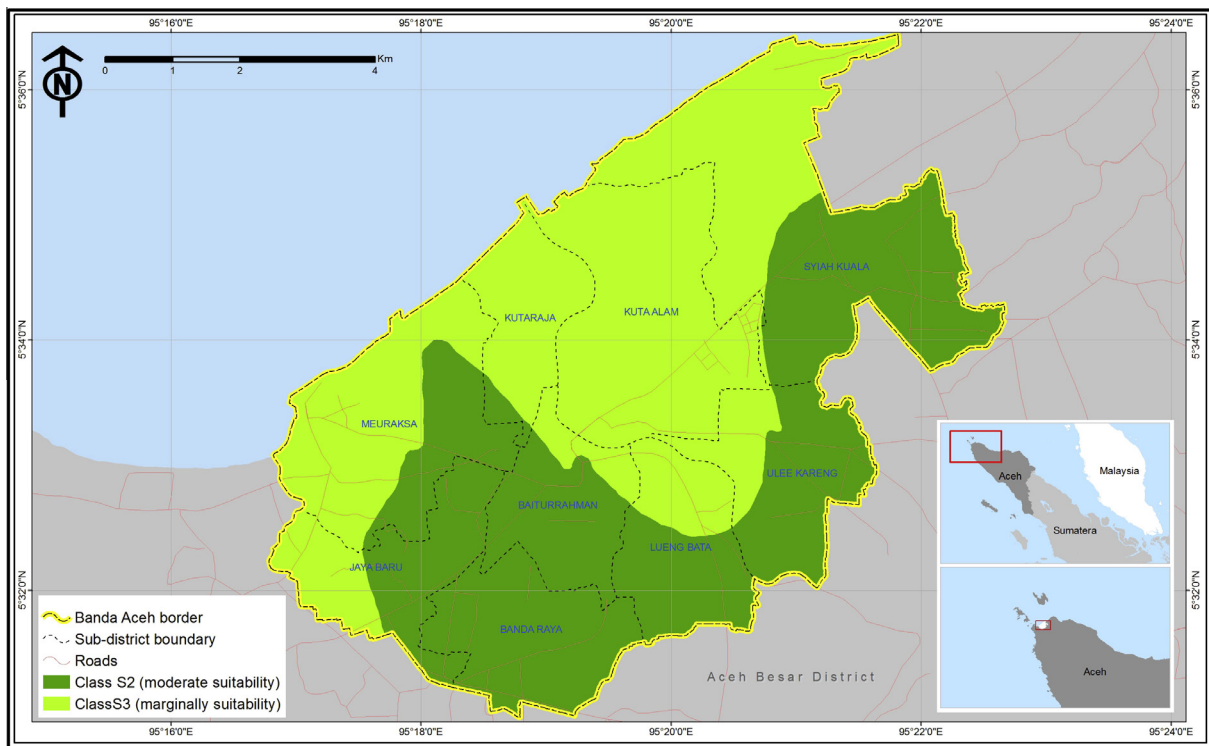 95°16'0"E 95°18'0"E 95°20'0"E 95°22'0"E 95°24'0"E
N
Km
0 1 2 4
5°36'0"N 5°36'0"N
SYIAH KUALA
KUTARAJA KUTA ALAM
5°34'0"N 5°34'0"N
MEURAKSA
ULEE KARENG
BAITURRAHMAN
LUENG BATA
JAYA BARU
5°32'0"N 5°32'0"N
BANDA RAYA
Aceh Besar District
Banda Aceh border
Sub-district boundary
Roads
Class S2 (moderate suitability)
ClassS3 (marginally suitability)
Malaysia
Aceh
Sumatera
Aceh
95°16'0"E 95°18'0"E 95°20'0"E 95°22'0"E 95°24'0"E